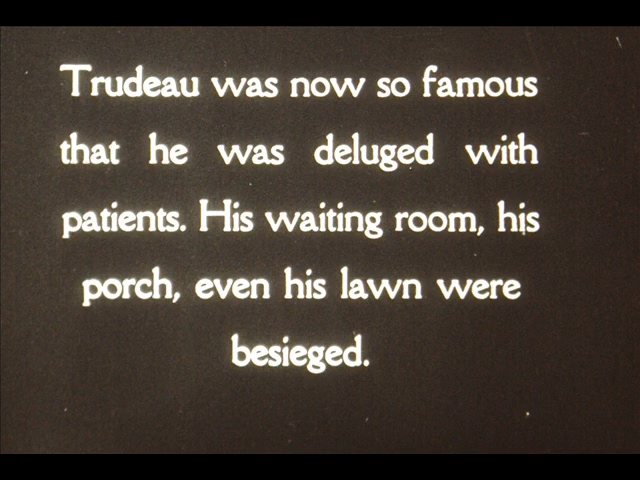 Trudeau was now so famous
that he was deluged with
patients. His waiting room, his
porch, even his lawn were
besieged.